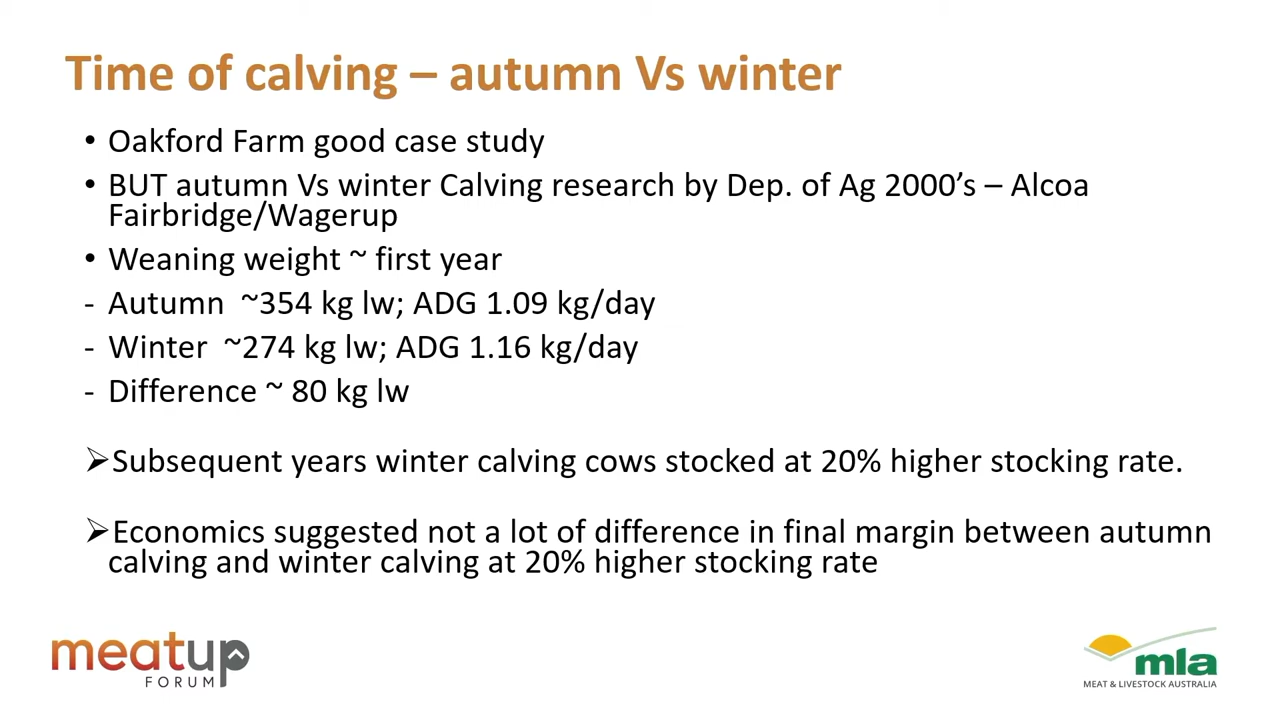 Time of calving – autumn Vs winter
• Oakford Farm good case study
• BUT autumn Vs winter Calving research by Dep. of Ag 2000’s – Alcoa
Fairbridge/Wagerup
• Weaning weight ~ first year
- Autumn ~354 kg lw; ADG 1.09 kg/day
- Winter ~274 kg lw; ADG 1.16 kg/day
- Difference ~ 80 kg lw
➢Subsequent years winter calving cows stocked at 20% higher stocking rate.
➢Economics suggested not a lot of difference in final margin between autumn
calving and winter calving at 20% higher stocking rate
meatup
FORUM
mla
MEAT & LIVESTOCK AUSTRALIA